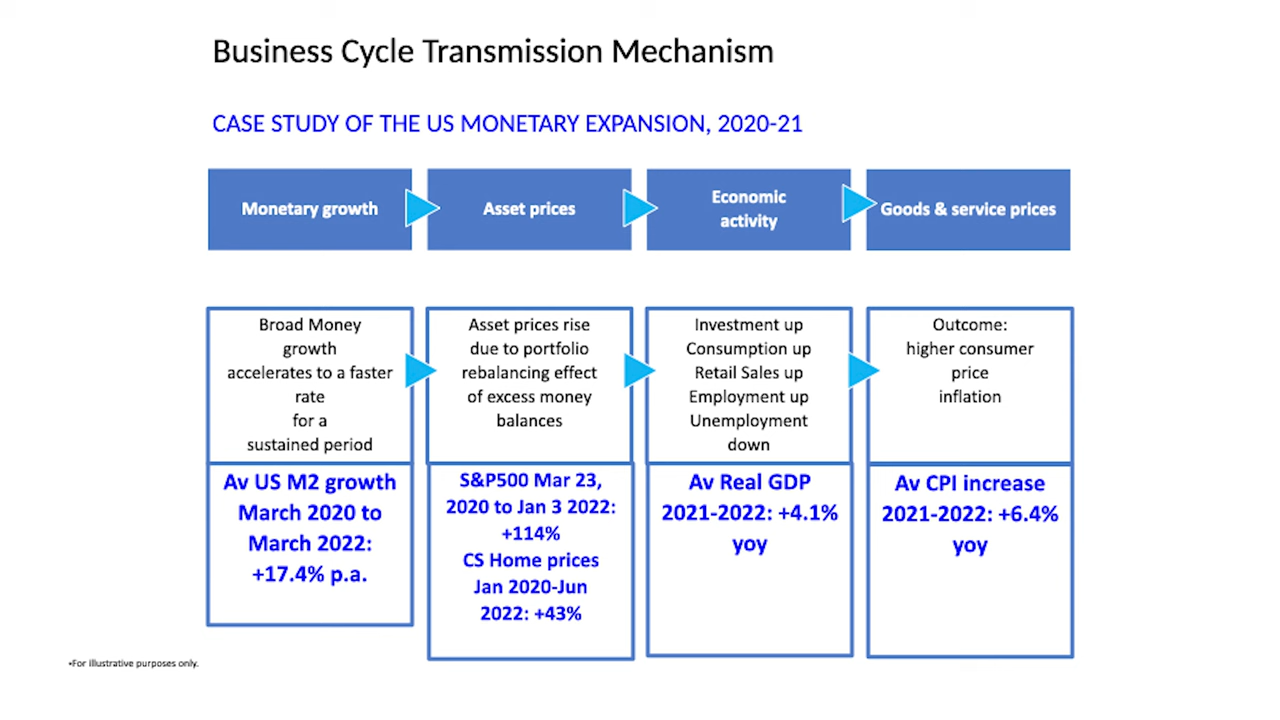 Business Cycle Transmission Mechanism
CASE STUDY OF THE US MONETARY EXPANSION, 2020-21
Monetary growth
Asset prices
Economic
activity
Goods & service prices
Broad Money
growth
accelerates to a faster
rate
for a
sustained period
Asset prices rise
due to portfolio
rebalancing effect
of excess money
balances
Investment up
Consumption up
Retail Sales up
Employment up
Unemployment
down
Outcome:
higher consumer
price
inflation
Av US M2 growth
March 2020 to
March 2022:
+17.4% p.a.
S&P500 Mar 23,
2020 to Jan 3 2022:
+114%
CS Home prices
Jan 2020-Jun
2022: +43%
Av Real GDP
2021-2022: +4.1%
yoy
Av CPI increase
2021-2022: +6.4%
yoy
•For illustrative purposes only.